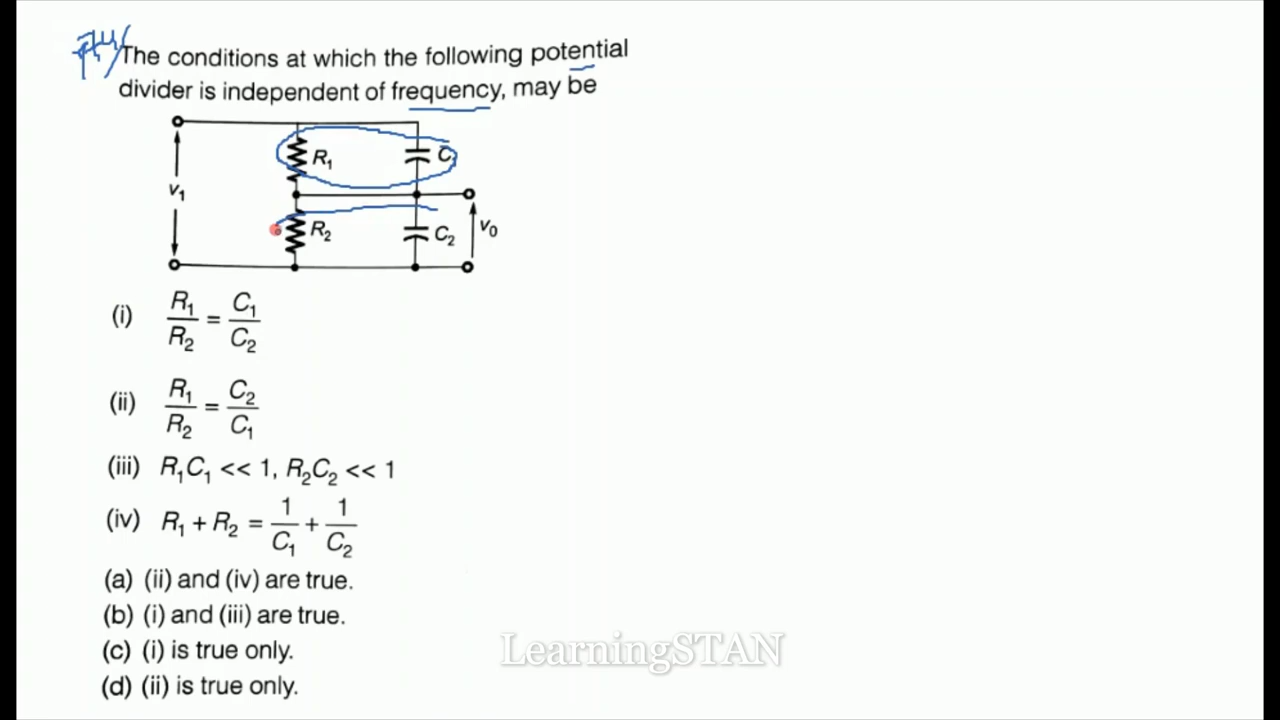 The conditions at which the following potential
divider is independent of frequency, may be
R₁
C
V₁
R₂
C₂
V₀
(i) R₁/R₂ = C₁/C₂
(ii) R₁/R₂ = C₂/C₁
(iii) R₁C₁ << 1, R₂C₂ << 1
(iv) R₁ + R₂ = 1/C₁ + 1/C₂
(a) (ii) and (iv) are true.
(b) (i) and (iii) are true.
(c) (i) is true only.
(d) (ii) is true only.
LearningSTAN